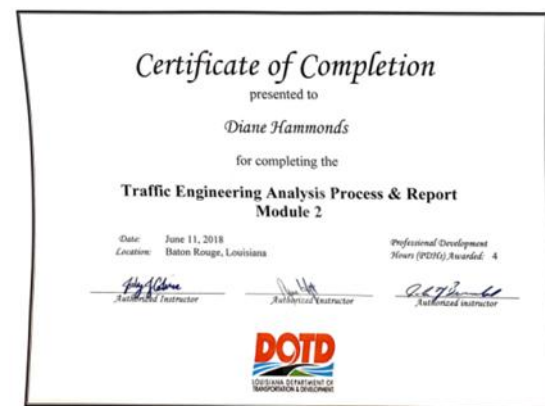 Certificate of Completion
presented to
Diane Hammonds
for completing the
Traffic Engineering Analysis Process & Report
Module 2
Date: June 11, 2018
Location: Baton Rouge, Louisiana
Professional Development
Hours (PDHs) Awarded: 4
Authorized Instructor
Authorized Instructor
Authorized instructor
DOTD
LOUISIANA DEPARTMENT OF
TRANSPORTATION & DEVELOPMENT